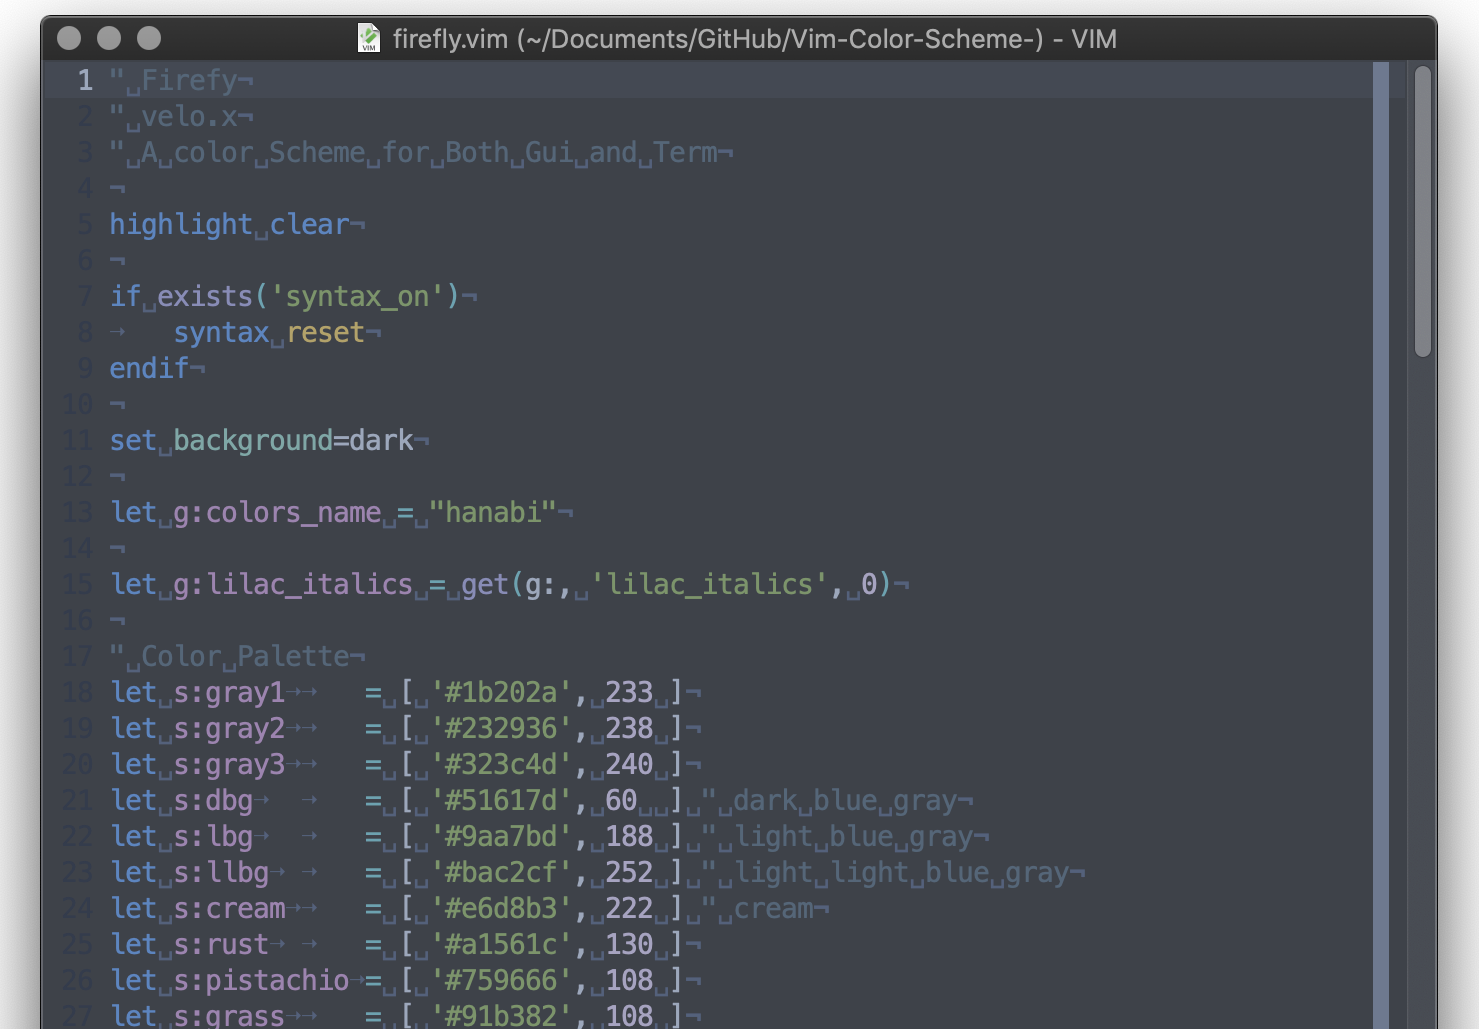 VIM firefly.vim (~/Documents/GitHub/Vim-Color-Scheme-) - VIM
1 "␣Firefy¬
2 "␣velo.x¬
3 "␣A␣color␣Scheme␣for␣Both␣Gui␣and␣Term¬
4 ¬
5 highlight␣clear¬
6 ¬
7 if␣exists('syntax_on')¬
8 → syntax␣reset¬
9 endif¬
10 ¬
11 set␣background=dark¬
12 ¬
13 let␣g:colors_name␣=␣"hanabi"¬
14 ¬
15 let␣g:lilac_italics␣=␣get(g:,␣'lilac_italics',␣0)¬
16 ¬
17 "␣Color␣Palette¬
18 let␣s:gray1→→ =␣[␣'#1b202a',␣233␣]¬
19 let␣s:gray2→→ =␣[␣'#232936',␣238␣]¬
20 let␣s:gray3→→ =␣[␣'#323c4d',␣240␣]¬
21 let␣s:dbg→ → =␣[␣'#51617d',␣60␣␣]␣"␣dark␣blue␣gray¬
22 let␣s:lbg→ → =␣[␣'#9aa7bd',␣188␣]␣"␣light␣blue␣gray¬
23 let␣s:llbg→ → =␣[␣'#bac2cf',␣252␣]␣"␣light␣light␣blue␣gray¬
24 let␣s:cream→→ =␣[␣'#e6d8b3',␣222␣]␣"␣cream¬
25 let␣s:rust→ → =␣[␣'#a1561c',␣130␣]¬
26 let␣s:pistachio→=␣[␣'#759666',␣108␣]¬
27 let␣s:grass→→ =␣[␣'#91b382',␣108␣]¬